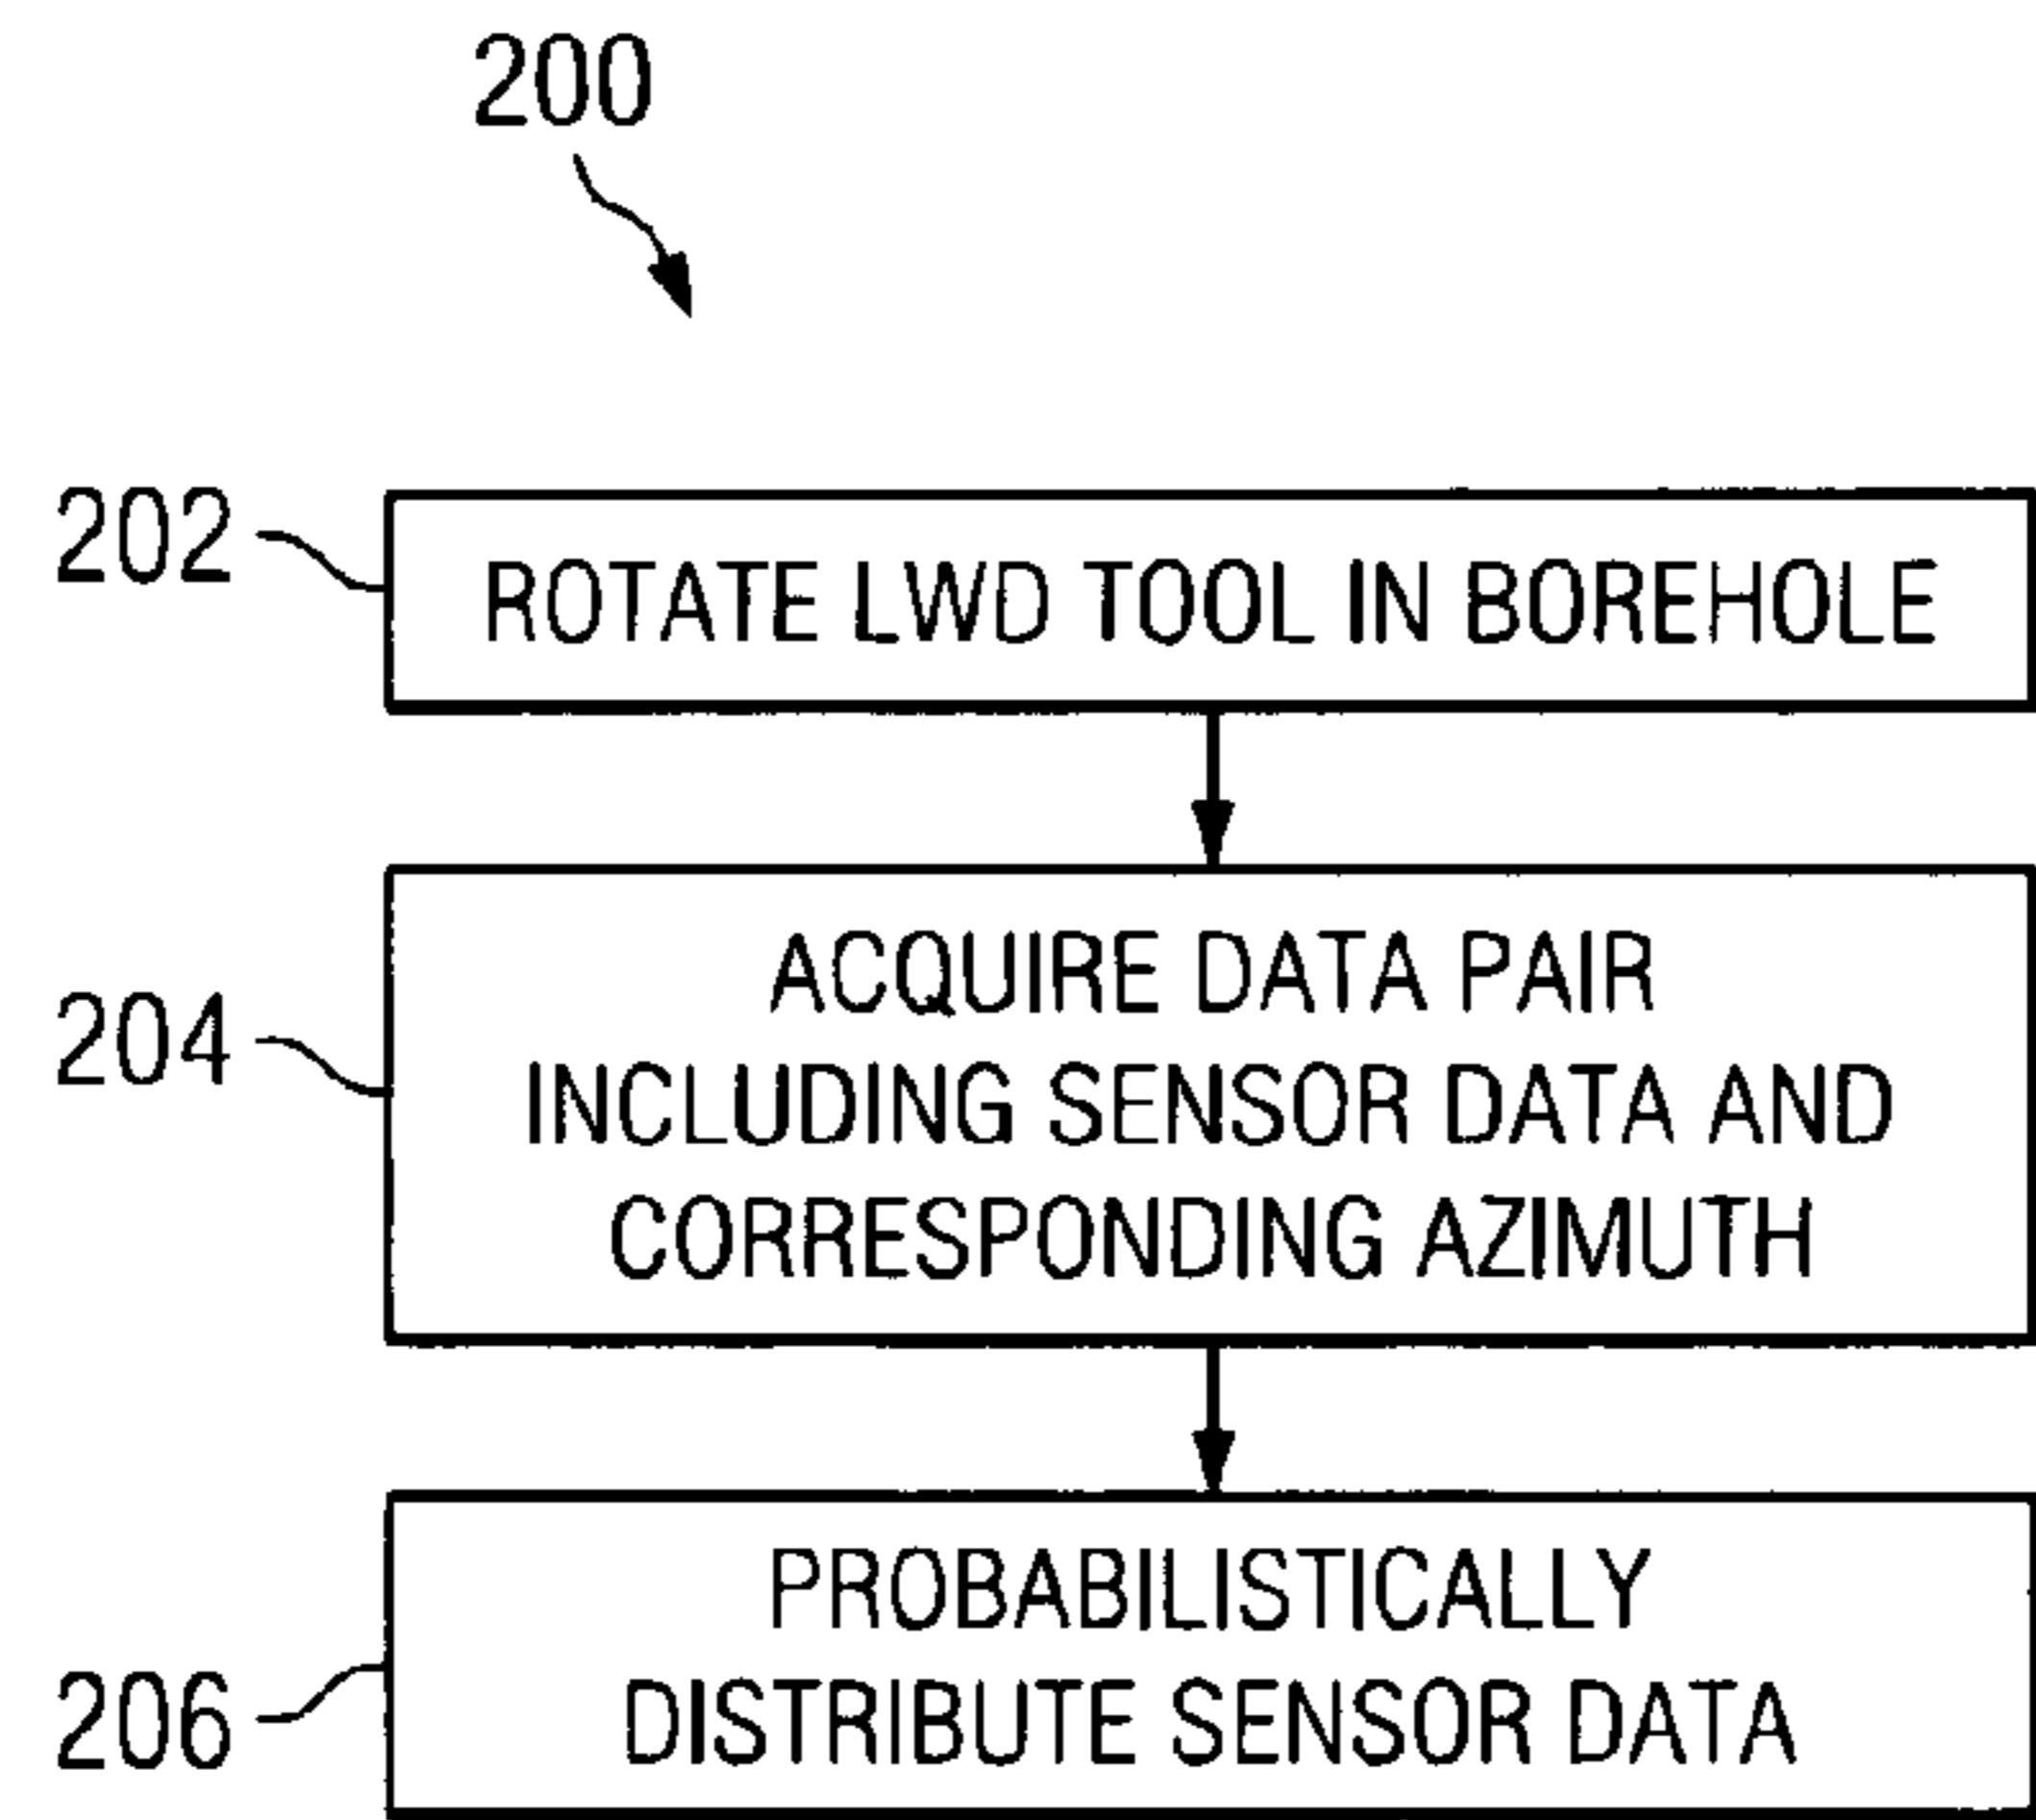 200
202
ROTATE LWD TOOL IN BOREHOLE
204
ACQUIRE DATA PAIR
INCLUDING SENSOR DATA AND
CORRESPONDING AZIMUTH
206
PROBABILISTICALLY
DISTRIBUTE SENSOR DATA